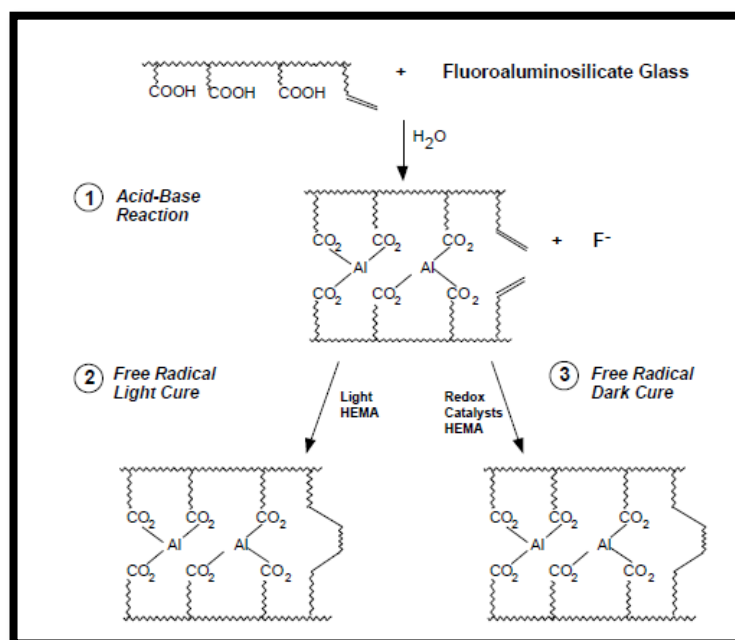 COOH COOH COOH + Fluoroaluminosilicate Glass
H₂O
1 Acid-Base
Reaction
CO₂ CO₂ CO₂
Al Al + F⁻
CO₂ CO₂ CO₂
2 Free Radical
Light Cure
Light
HEMA
Redox
Catalysts
HEMA
3 Free Radical
Dark Cure
CO₂ CO₂ CO₂
Al Al
CO₂ CO₂ CO₂
CO₂ CO₂ CO₂
Al Al
CO₂ CO₂ CO₂